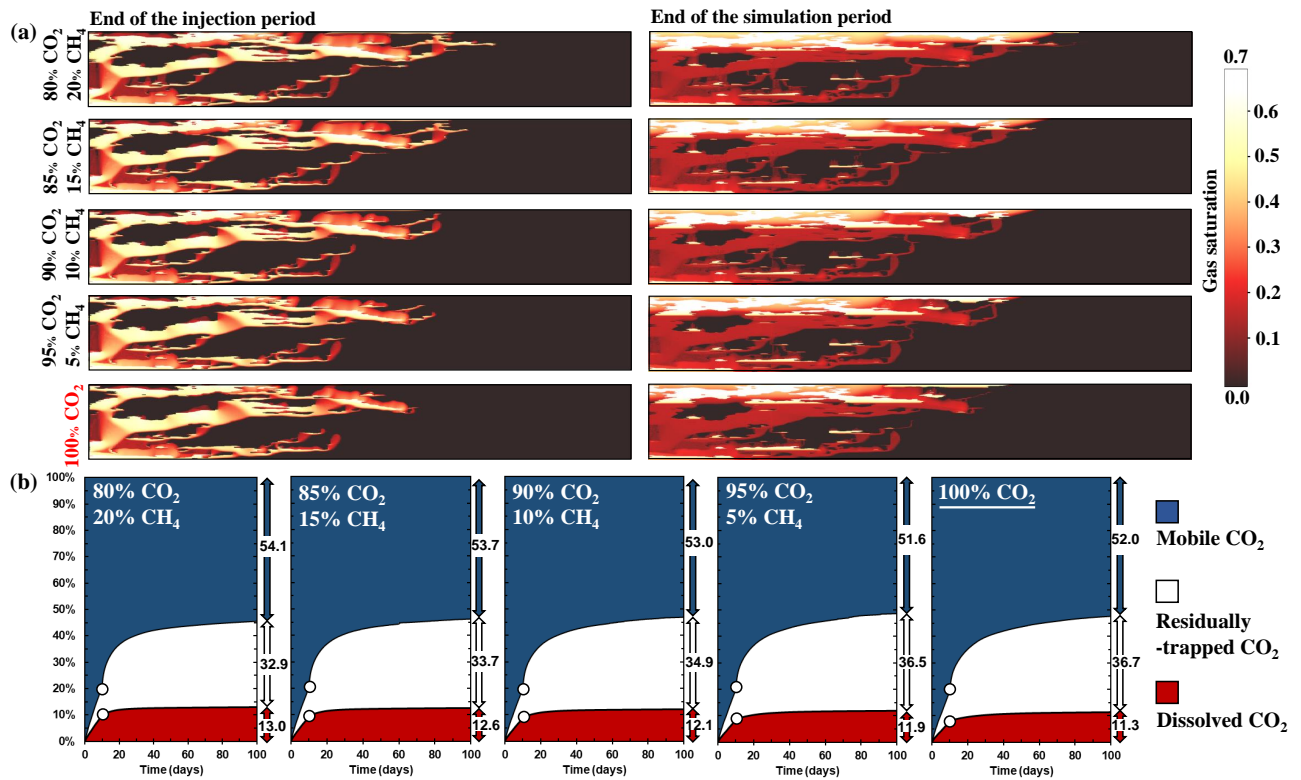 End of the injection period
End of the simulation period
(a)
80% CO₂
20% CH₄
85% CO₂
15% CH₄
90% CO₂
10% CH₄
95% CO₂
5% CH₄
100% CO₂
0.7
0.6
0.5
0.4
0.3
0.2
0.1
0.0
Gas saturation
(b)
100%
90%
80%
70%
60%
50%
40%
30%
20%
10%
0%
80% CO₂
20% CH₄
54.1
32.9
13.0
0 20 40 60 80 100
Time (days)
85% CO₂
15% CH₄
53.7
33.7
12.6
0 20 40 60 80 100
Time (days)
90% CO₂
10% CH₄
53.0
34.9
12.1
0 20 40 60 80 100
Time (days)
95% CO₂
5% CH₄
51.6
36.5
11.9
0 20 40 60 80 100
Time (days)
100% CO₂
52.0
36.7
11.3
0 20 40 60 80 100
Time (days)
Mobile CO₂
Residually
-trapped CO₂
Dissolved CO₂